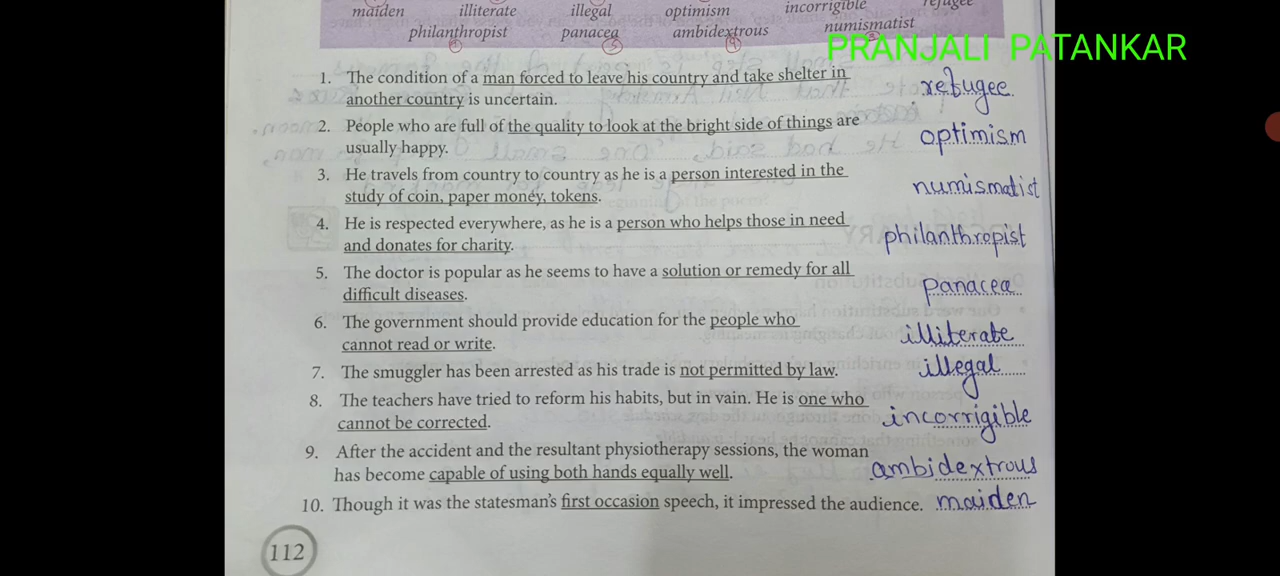 maiden illiterate illegal optimism incorrigible refugee
philanthropist panacea ambidextrous numismatist
PRANJALI PATANKAR
1. The condition of a man forced to leave his country and take shelter in
another country is uncertain. refugee
2. People who are full of the quality to look at the bright side of things are
usually happy. optimism
3. He travels from country to country as he is a person interested in the
study of coin, paper money, tokens. numismatist
4. He is respected everywhere, as he is a person who helps those in need
and donates for charity. philanthropist
5. The doctor is popular as he seems to have a solution or remedy for all
difficult diseases. panacea
6. The government should provide education for the people who
cannot read or write. illiterate
7. The smuggler has been arrested as his trade is not permitted by law. illegal
8. The teachers have tried to reform his habits, but in vain. He is one who
cannot be corrected. incorrigible
9. After the accident and the resultant physiotherapy sessions, the woman
has become capable of using both hands equally well. ambidextrous
10. Though it was the statesman's first occasion speech, it impressed the audience. maiden
112